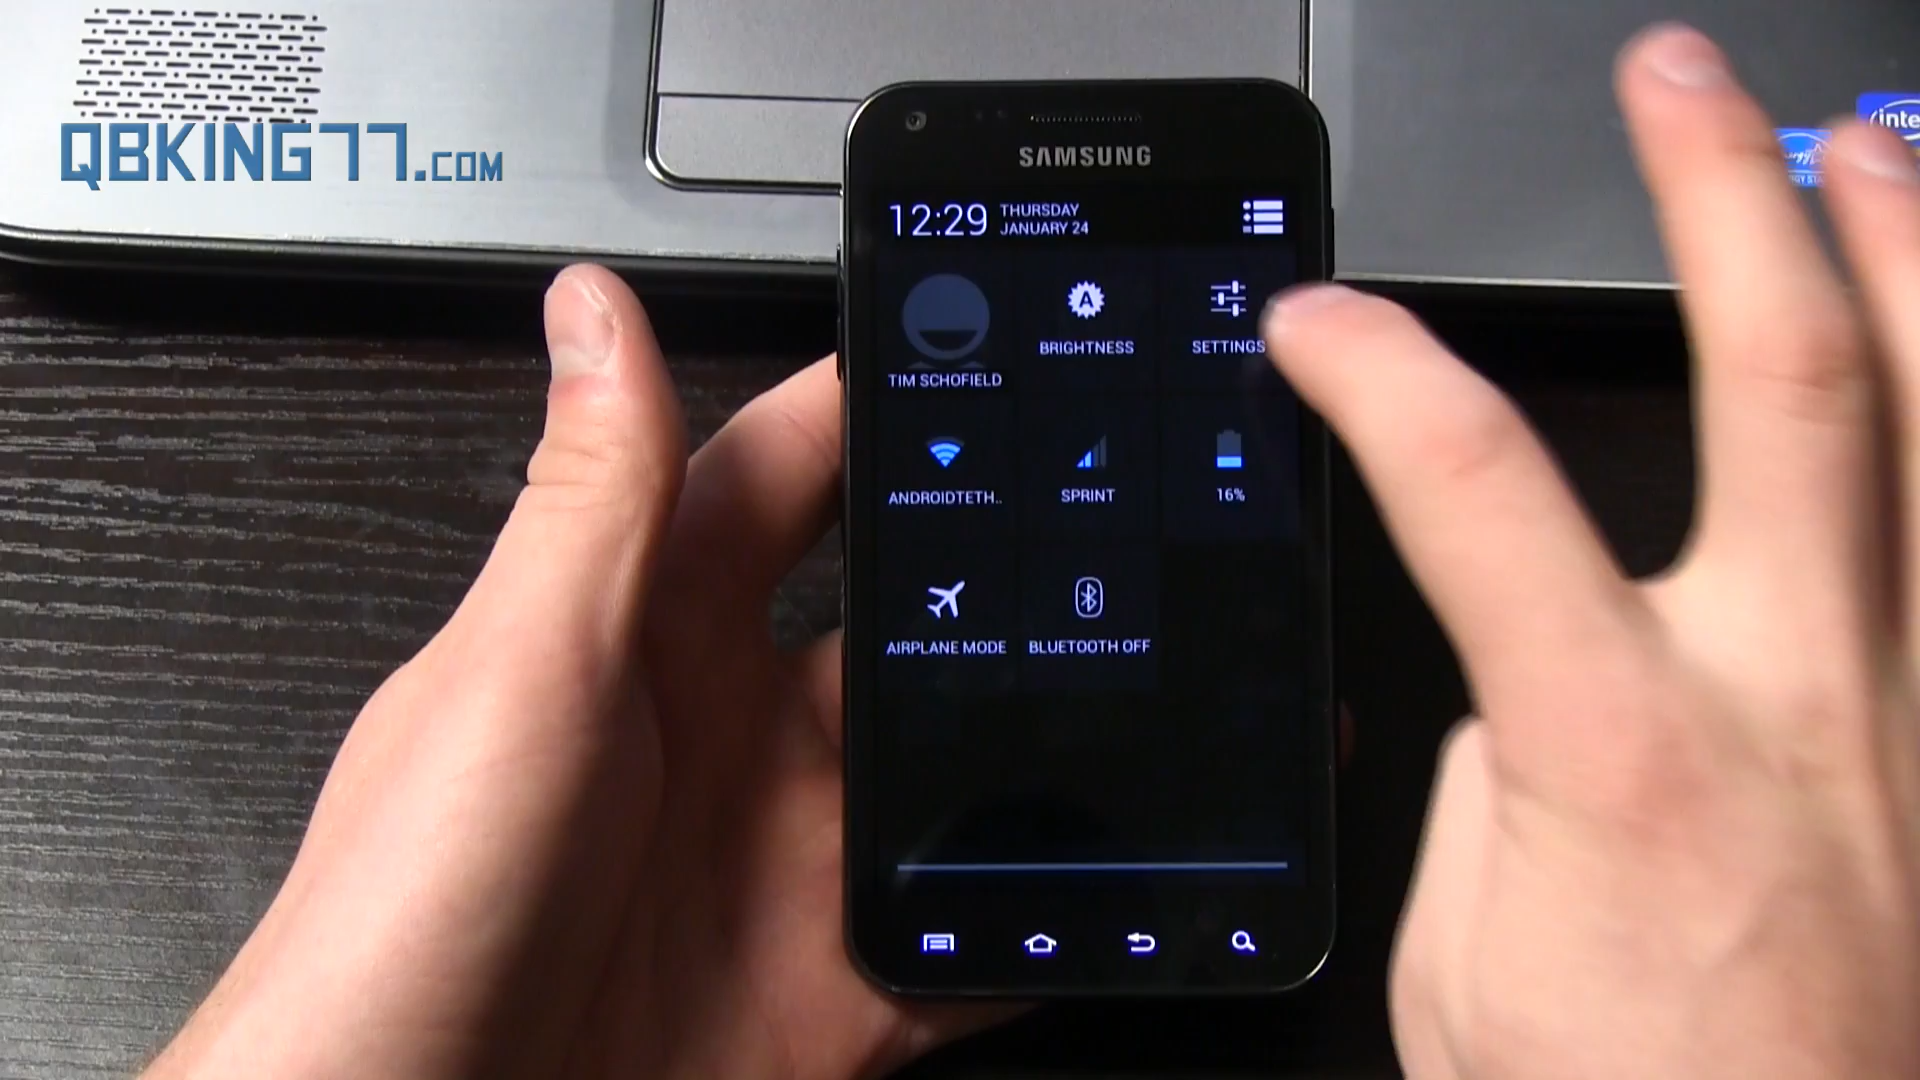 QBKING77.COM
SAMSUNG
12:29
THURSDAY
JANUARY 24
A
BRIGHTNESS
SETTINGS
TIM SCHOFIELD
ANDROIDTETH..
SPRINT
16%
AIRPLANE MODE
BLUETOOTH OFF